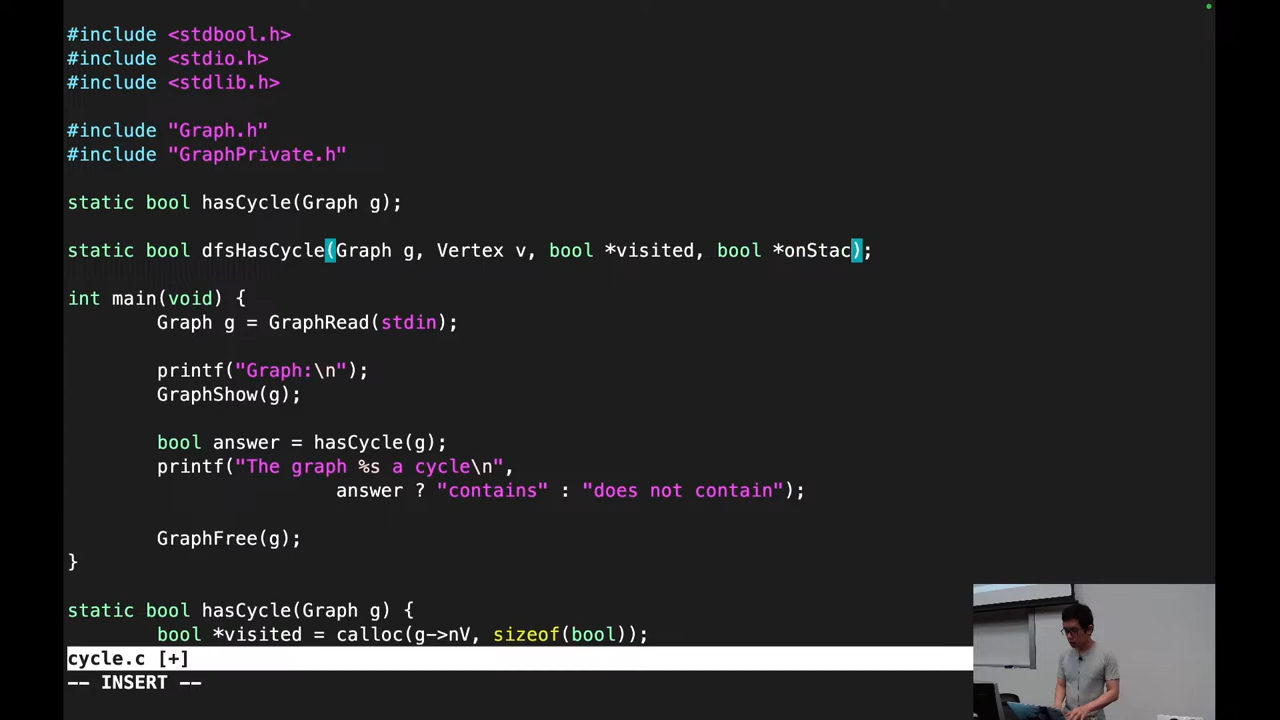 #include <stdbool.h>
#include <stdio.h>
#include <stdlib.h>
#include "Graph.h"
#include "GraphPrivate.h"
static bool hasCycle(Graph g);
static bool dfsHasCycle(Graph g, Vertex v, bool *visited, bool *onStac);
int main(void) {
Graph g = GraphRead(stdin);
printf("Graph:\n");
GraphShow(g);
bool answer = hasCycle(g);
printf("The graph %s a cycle\n",
answer ? "contains" : "does not contain");
GraphFree(g);
}
static bool hasCycle(Graph g) {
bool *visited = calloc(g->nV, sizeof(bool));
cycle.c [+]
-- INSERT --